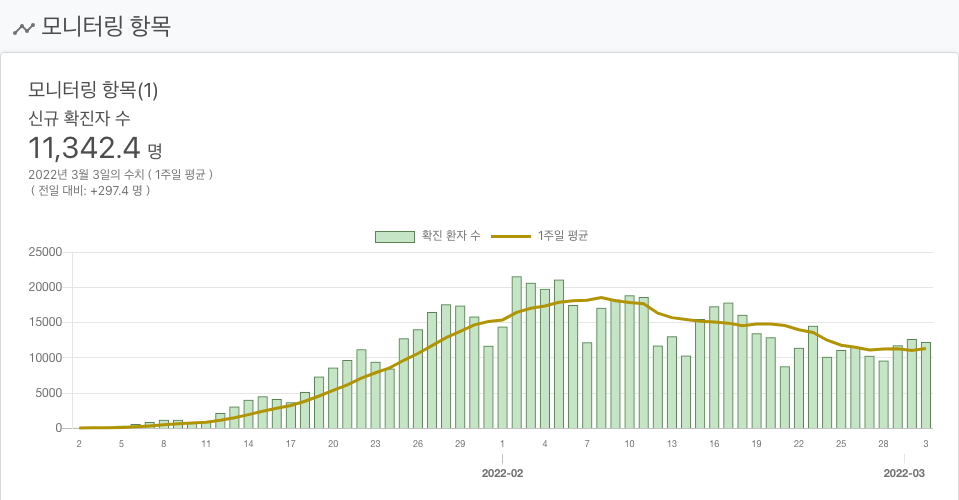 모니터링 항목
모니터링 항목(1)
신규 확진자 수
11,342.4 명
2022년 3월 3일의 수치 ( 1주일 평균 )
( 전일 대비: +297.4 명 )
확진 환자 수 1주일 평균
25000
20000
15000
10000
5000
0
2 5 8 11 14 17 20 23 26 29 1 4 7 10 13 16 19 22 25 28 3
2022-02 2022-03